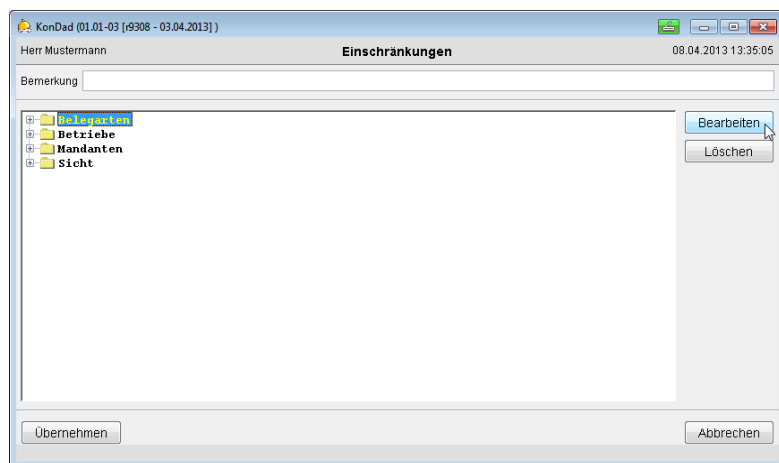 KonDad (01.01-03 [r9308 - 03.04.2013] )
Herr Mustermann Einschränkungen 08.04.2013 13:35:05
Bemerkung
Belegarten Bearbeiten
Betriebe
Mandanten Löschen
Sicht
Übernehmen Abbrechen